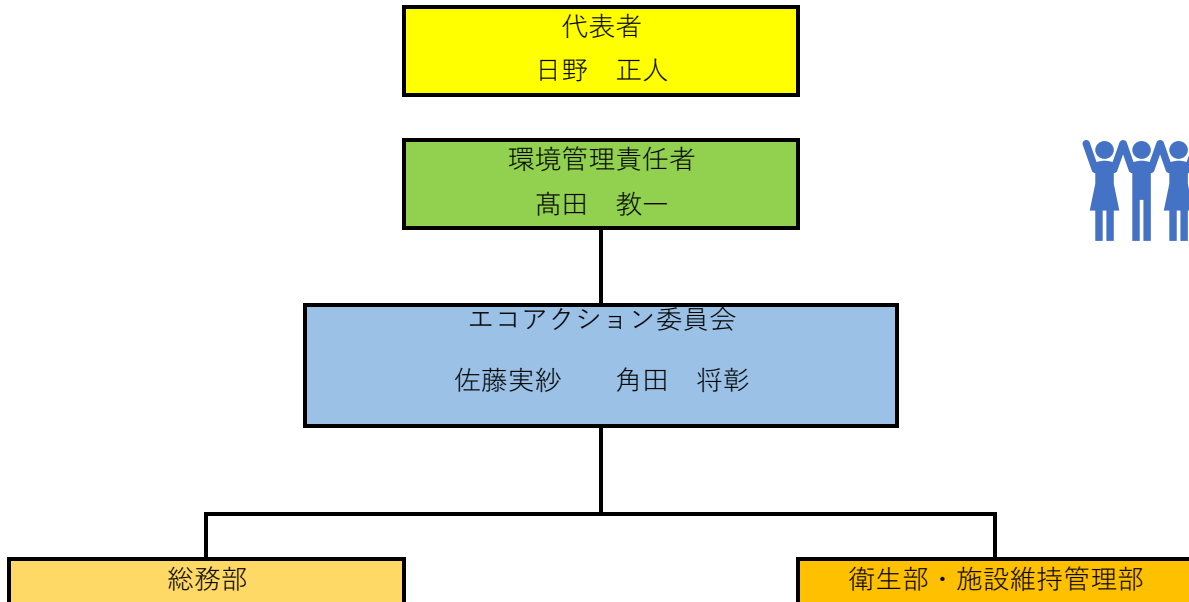 代表者
日野　正人
環境管理責任者
髙田　教一
エコアクション委員会
佐藤実紗　　角田　将彰
総務部
衛生部・施設維持管理部